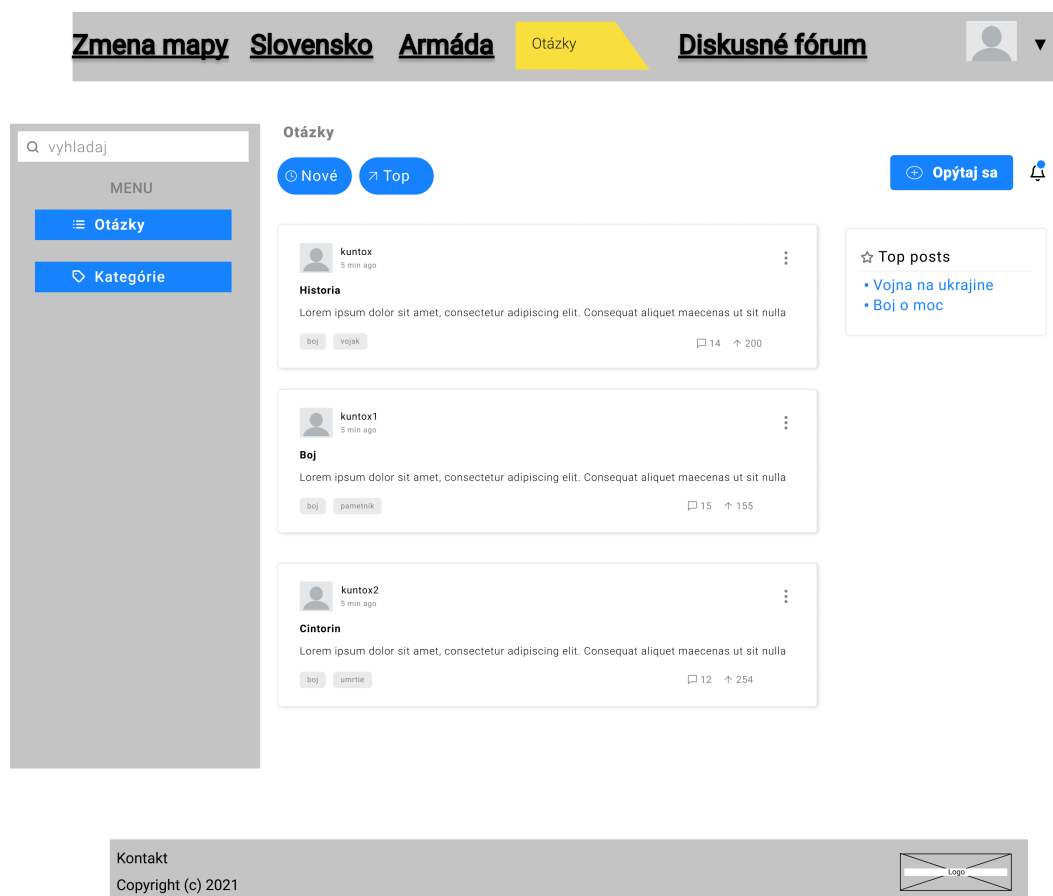 Zmena mapy Slovensko Armáda Otázky Diskusné fórum
vyhladaj
MENU
Otázky
Kategórie
Otázky
Nové Top
Opýtaj sa
kuntox
5 min ago
Historia
Lorem ipsum dolor sit amet, consectetur adipiscing elit. Consequat aliquet maecenas ut sit nulla
boj vojak
14 200
kuntox1
5 min ago
Boj
Lorem ipsum dolor sit amet, consectetur adipiscing elit. Consequat aliquet maecenas ut sit nulla
boj pametnik
15 155
kuntox2
5 min ago
Cintorin
Lorem ipsum dolor sit amet, consectetur adipiscing elit. Consequat aliquet maecenas ut sit nulla
boj umrtie
12 254
Top posts
• Vojna na ukrajine
• Boj o moc
Kontakt
Copyright (c) 2021
Logo